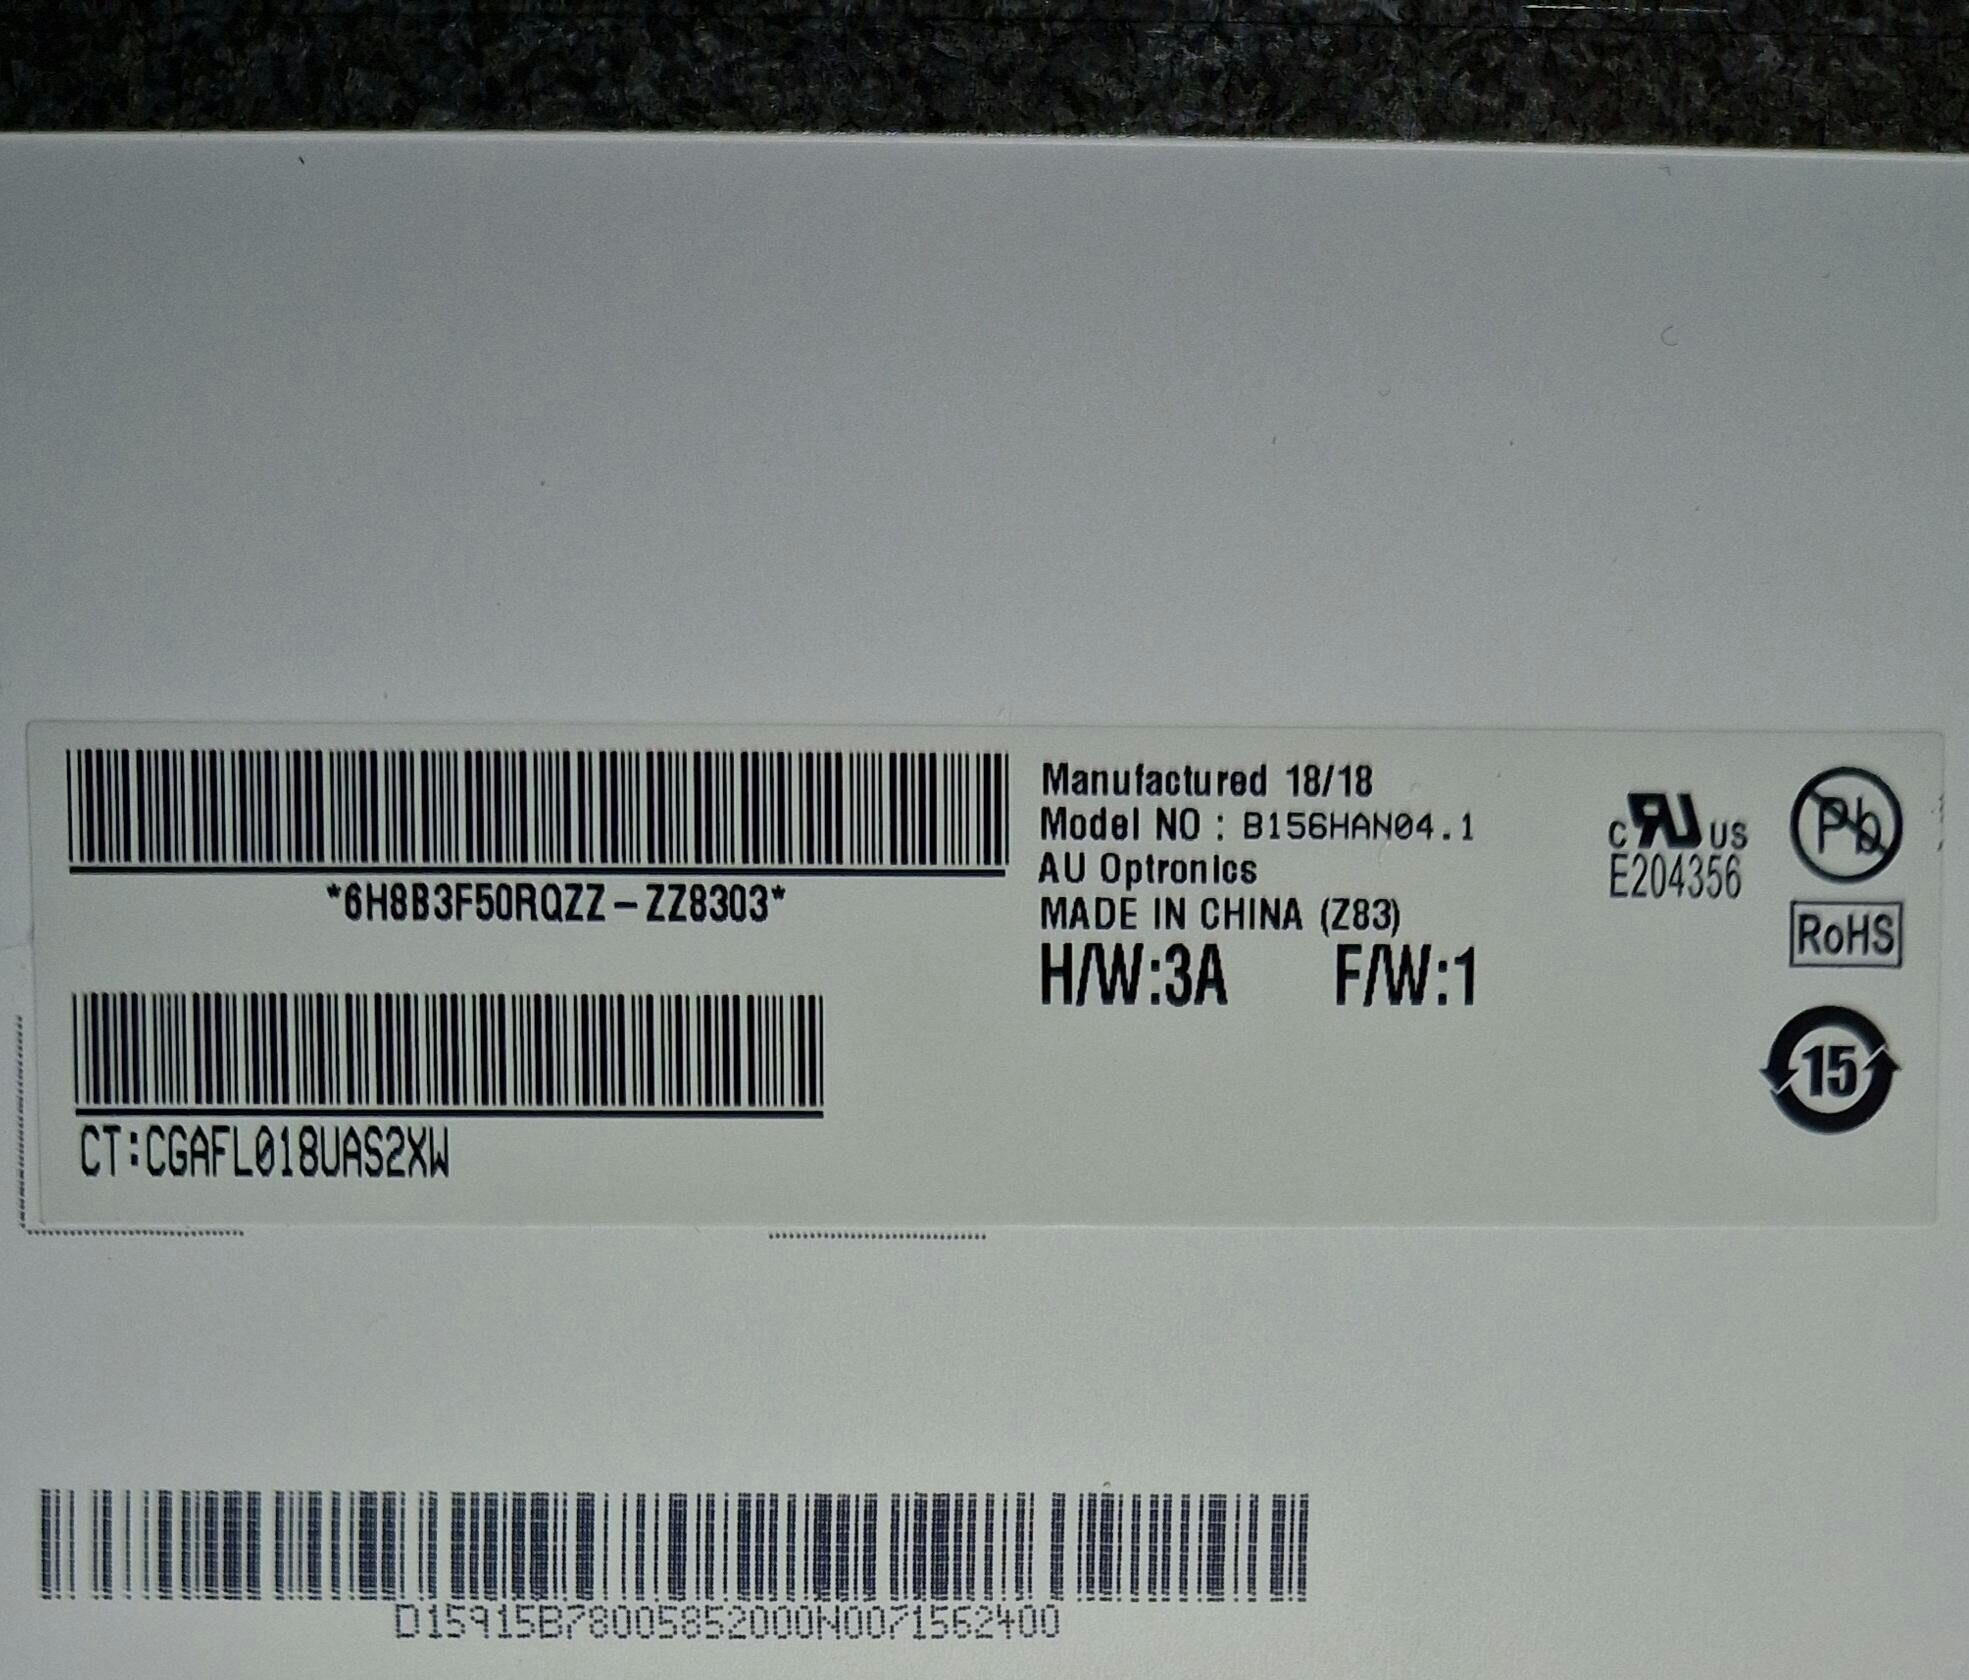 *6H8B3F50RQZZ-ZZ8303*
CT:CGAFL018UAS2XW
Manufactured 18/18
Model NO : B156HAN04.1
AU Optronics
MADE IN CHINA (Z83)
H/W:3A F/W:1
c RU US
E204356
Pb
RoHS
15
D15915B78005852000N0071562400